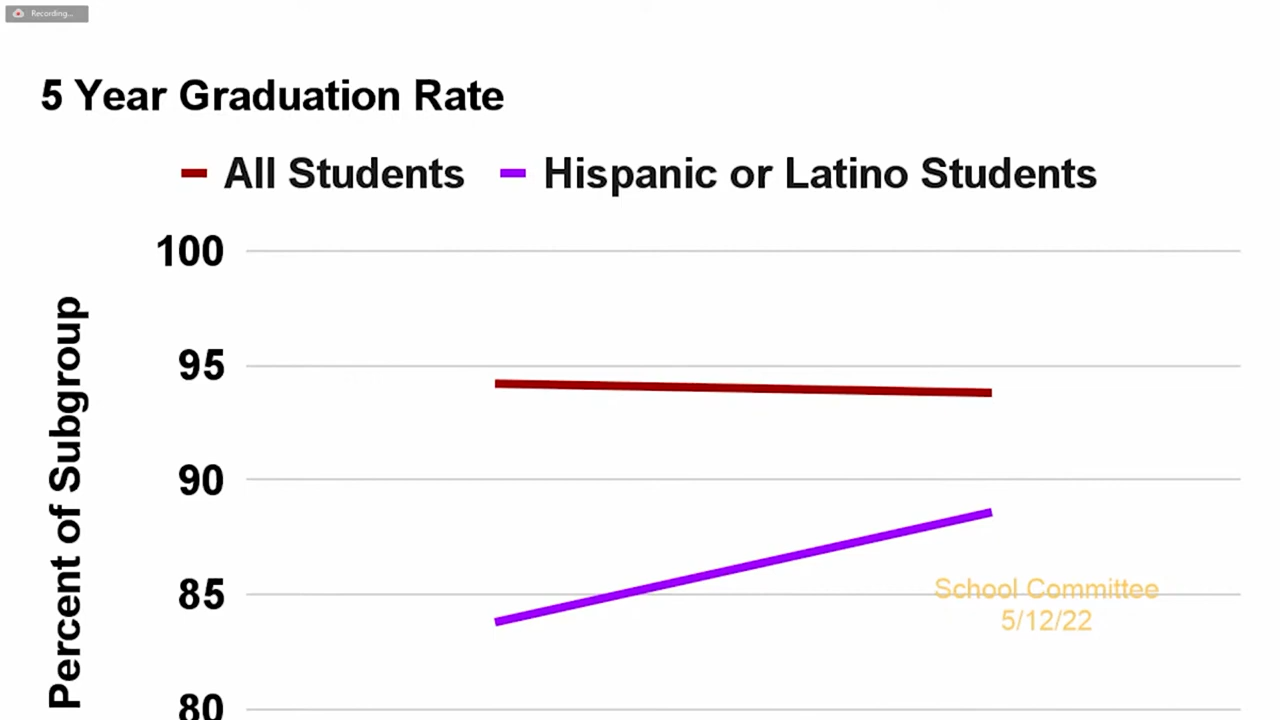 Recording...
5 Year Graduation Rate
All Students Hispanic or Latino Students
100
95
90
85
80
Percent of Subgroup
School Committee
5/12/22